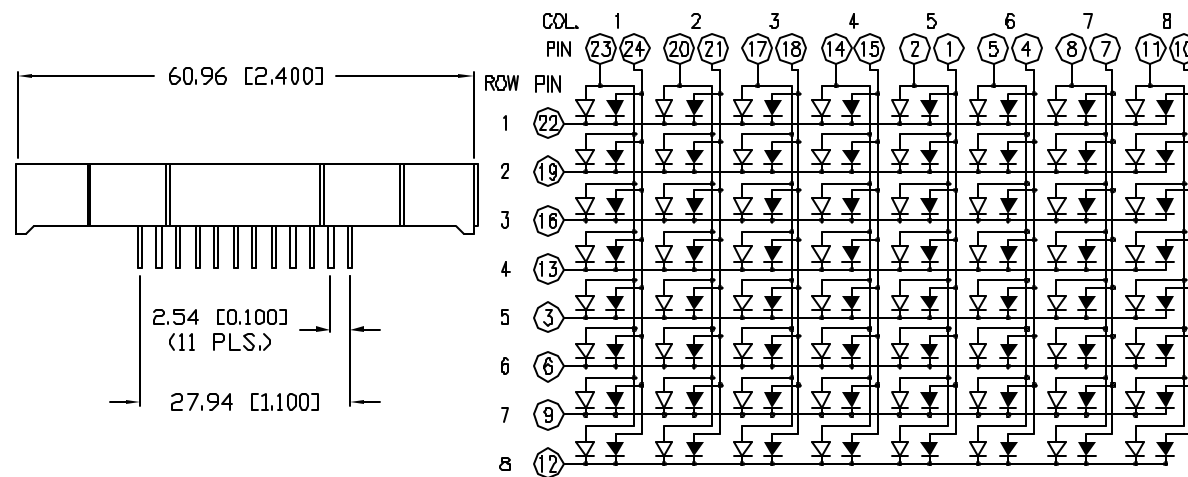 COL. 1 2 3 4 5 6 7 8
PIN 23 24 20 21 17 18 14 15 2 1 5 4 8 7 11 10
60.96 [2.400]
ROW PIN
1 22
2 19
3 16
4 13
5 3
6 6
7 9
8 12
2.54 [0.100]
(11 PLS.)
27.94 [1.100]